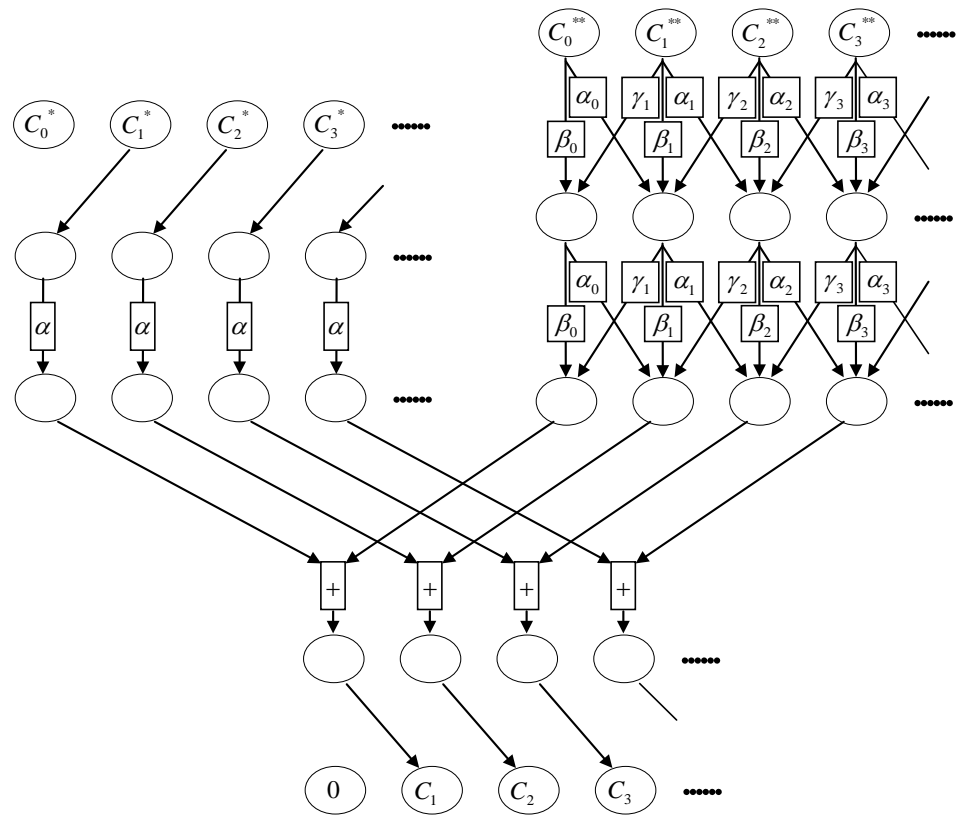 C₀** C₁** C₂** C₃** ······
α₀ γ₁ α₁ γ₂ α₂ γ₃ α₃
C₀* C₁* C₂* C₃* ······
β₀ β₁ β₂ β₃
······
······
α₀ γ₁ α₁ γ₂ α₂ γ₃ α₃
α α α α
β₀ β₁ β₂ β₃
······ ······
+ + + +
······
0 C₁ C₂ C₃ ······